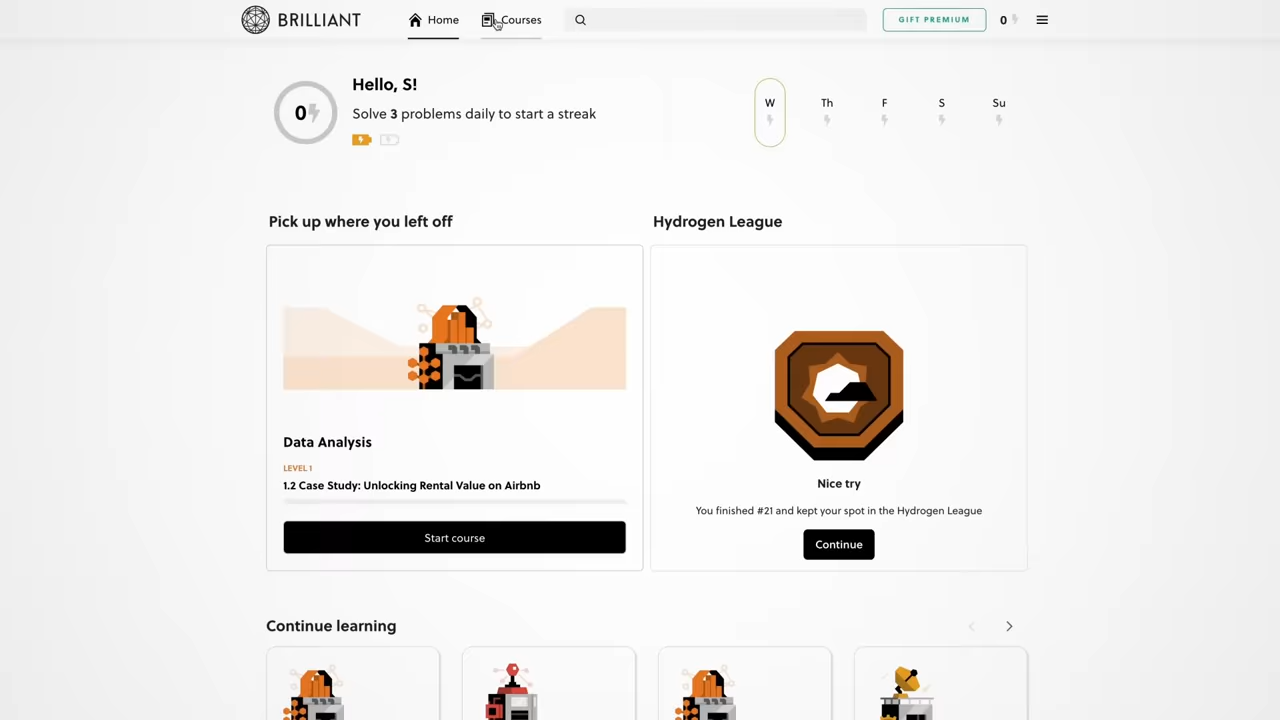 BRILLIANT
Home
Courses
GIFT PREMIUM
0
0
Hello, S!
Solve 3 problems daily to start a streak
W
Th
F
S
Su
Pick up where you left off
Hydrogen League
Data Analysis
LEVEL 1
1.2 Case Study: Unlocking Rental Value on Airbnb
Start course
Nice try
You finished #21 and kept your spot in the Hydrogen League
Continue
Continue learning